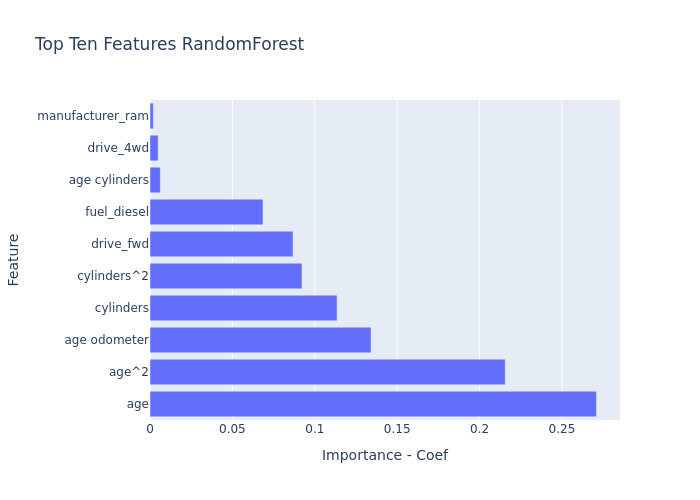 Top Ten Features RandomForest
manufacturer_ram
drive_4wd
age cylinders
fuel_diesel
drive_fwd
cylinders^2
cylinders
age odometer
age^2
age
Feature
0 0.05 0.1 0.15 0.2 0.25
Importance - Coef